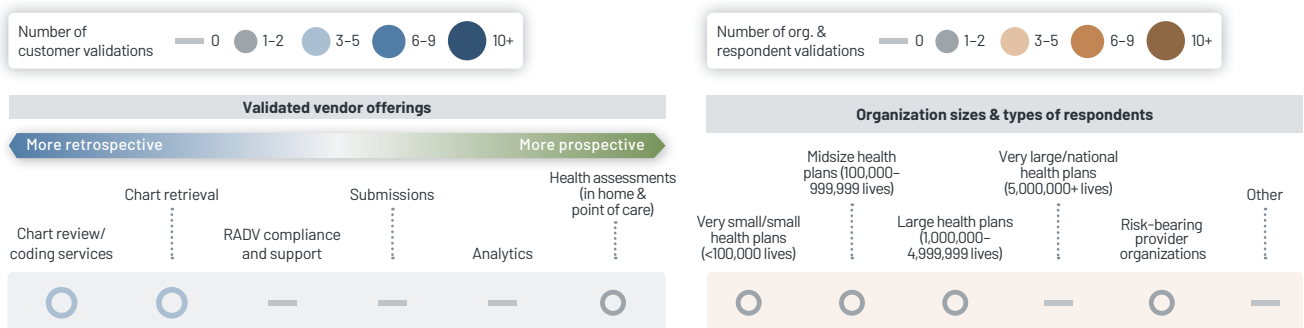 Number of
customer validations
0
1–2
3–5
6–9
10+
Number of org. &
respondent validations
0
1–2
3–5
6–9
10+
Validated vendor offerings
More retrospective
More prospective
Chart review/
coding services
Chart retrieval
RADV compliance
and support
Submissions
Analytics
Health assessments
(in home &
point of care)
Organization sizes & types of respondents
Very small/small
health plans
(<100,000 lives)
Midsize health
plans (100,000–
999,999 lives)
Large health plans
(1,000,000–
4,999,999 lives)
Very large/national
health plans
(5,000,000+ lives)
Risk-bearing
provider
organizations
Other